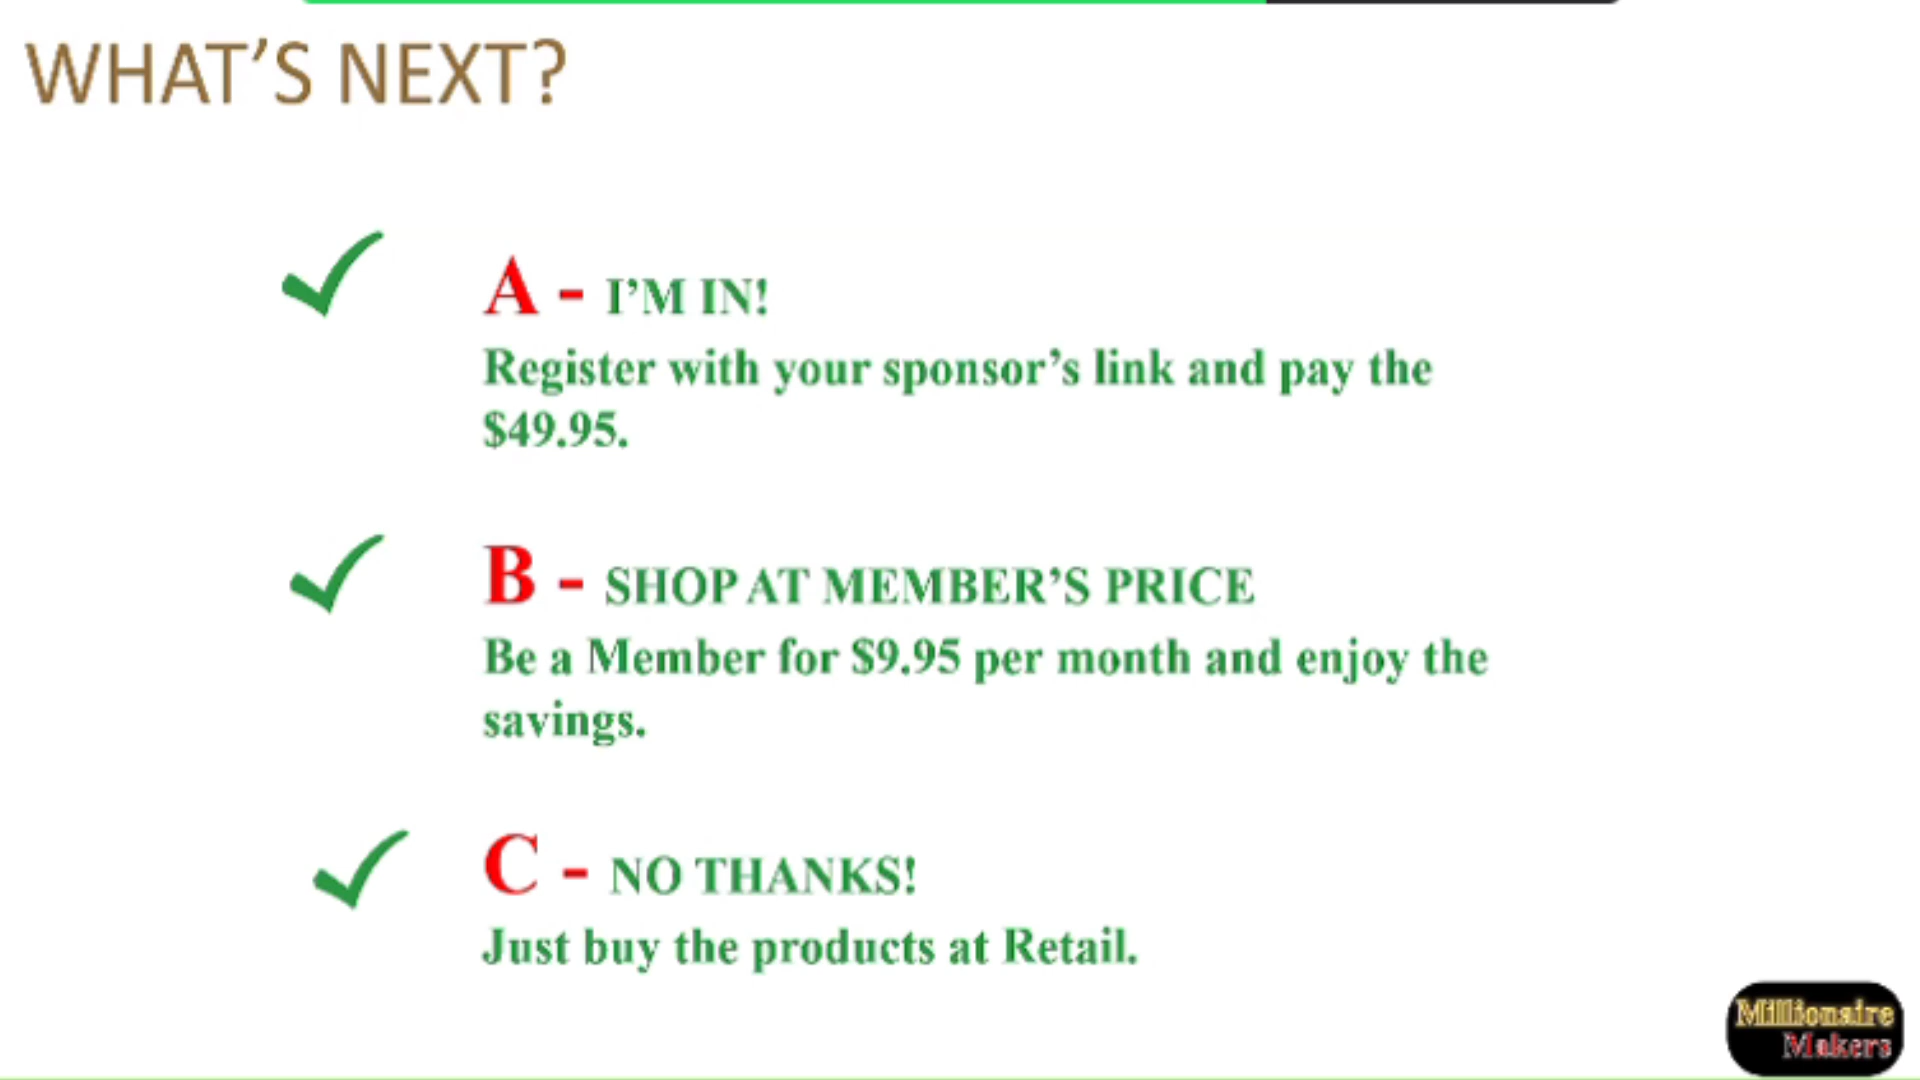 WHAT'S NEXT?
A - I'M IN!
Register with your sponsor's link and pay the
$49.95.
B - SHOP AT MEMBER'S PRICE
Be a Member for $9.95 per month and enjoy the
savings.
C - NO THANKS!
Just buy the products at Retail.
Millionaire
Makers